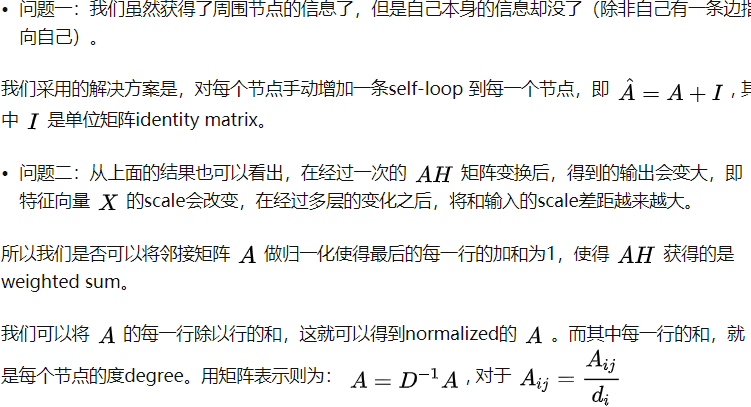 • 问题一：我们虽然获得了周围节点的信息了，但是自己本身的信息却没了（除非自己有一条边指
向自己）。
我们采用的解决方案是，对每个节点手动增加一条self-loop 到每一个节点，即 Â = A + I , 其
中 I 是单位矩阵identity matrix。
• 问题二：从上面的结果也可以看出，在经过一次的 AH 矩阵变换后，得到的输出会变大，即
特征向量 X 的scale会改变，在经过多层的变化之后，将和输入的scale差距越来越大。
所以我们是否可以将邻接矩阵 A 做归一化使得最后的每一行的加和为1，使得 AH 获得的是
weighted sum。
我们可以将 A 的每一行除以行的和，这就可以得到normalized的 A 。而其中每一行的和，就
是每个节点的度degree。用矩阵表示则为： A = D⁻¹A , 对于 Aᵢⱼ = Aᵢⱼ / dᵢ